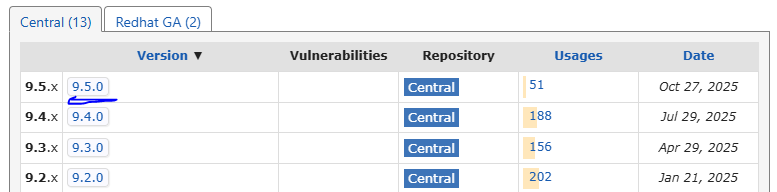 Central (13) Redhat GA (2)
Version ▼ Vulnerabilities Repository Usages Date
9.5.x 9.5.0 Central 51 Oct 27, 2025
9.4.x 9.4.0 Central 188 Jul 29, 2025
9.3.x 9.3.0 Central 156 Apr 29, 2025
9.2.x 9.2.0 Central 202 Jan 21, 2025